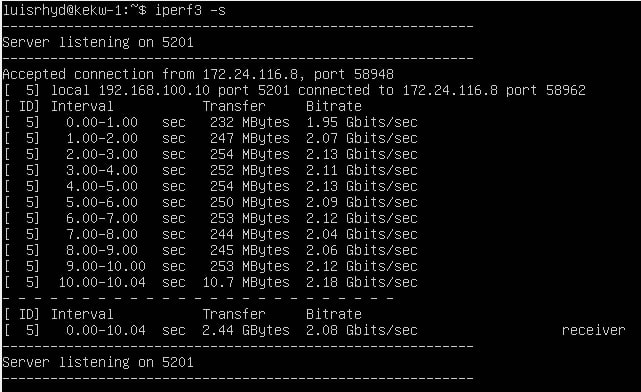 luisrhyd@kekw-1:~$ iperf3 -s
-----------------------------------------------------------
Server listening on 5201
-----------------------------------------------------------
Accepted connection from 172.24.116.8, port 58948
[  5] local 192.168.100.10 port 5201 connected to 172.24.116.8 port 58962
[ ID] Interval           Transfer     Bitrate
[  5]   0.00-1.00   sec   232 MBytes  1.95 Gbits/sec
[  5]   1.00-2.00   sec   247 MBytes  2.07 Gbits/sec
[  5]   2.00-3.00   sec   254 MBytes  2.13 Gbits/sec
[  5]   3.00-4.00   sec   252 MBytes  2.11 Gbits/sec
[  5]   4.00-5.00   sec   254 MBytes  2.13 Gbits/sec
[  5]   5.00-6.00   sec   250 MBytes  2.09 Gbits/sec
[  5]   6.00-7.00   sec   253 MBytes  2.12 Gbits/sec
[  5]   7.00-8.00   sec   244 MBytes  2.04 Gbits/sec
[  5]   8.00-9.00   sec   245 MBytes  2.06 Gbits/sec
[  5]   9.00-10.00  sec   253 MBytes  2.12 Gbits/sec
[  5]  10.00-10.04  sec  10.7 MBytes  2.18 Gbits/sec
- - - - - - - - - - - - - - - - - - - - - - - - -
[ ID] Interval           Transfer     Bitrate
[  5]   0.00-10.04  sec  2.44 GBytes  2.08 Gbits/sec                  receiver
-----------------------------------------------------------
Server listening on 5201
-----------------------------------------------------------